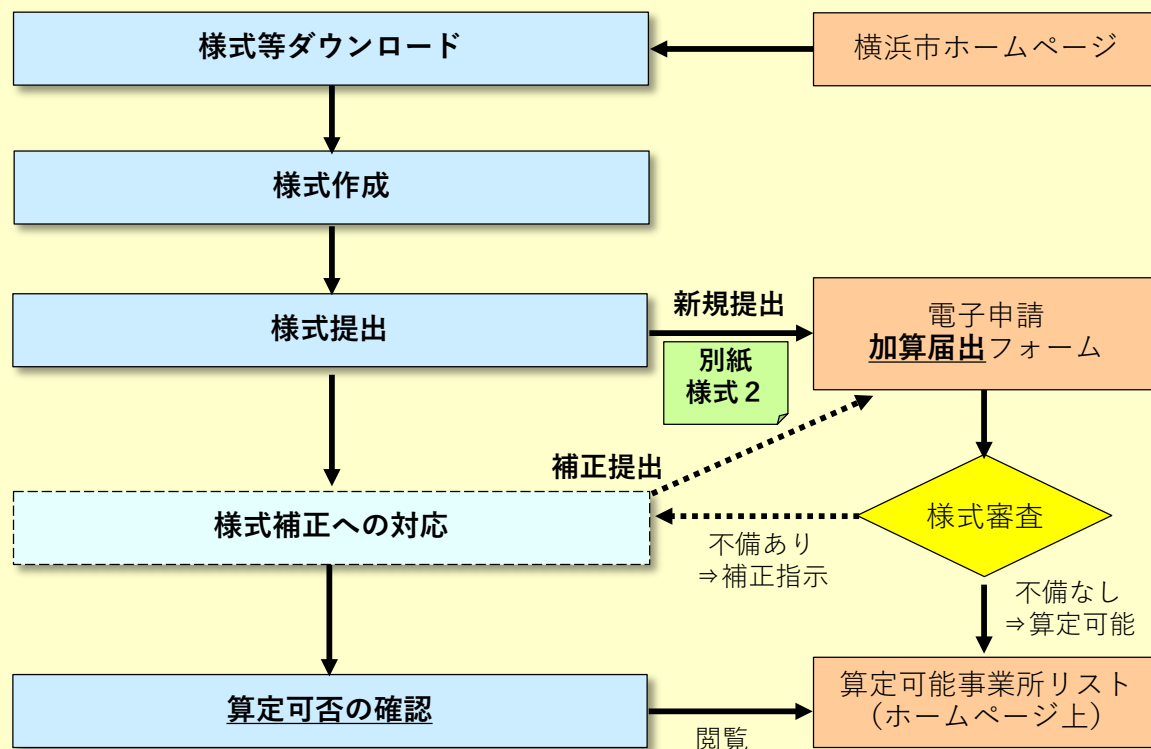 様式等ダウンロード
横浜市ホームページ
様式作成
様式提出
新規提出
別紙
様式２
電子申請
加算届出フォーム
補正提出
様式補正への対応
様式審査
不備あり
⇒補正指示
不備なし
⇒算定可能
算定可否の確認
閲覧
算定可能事業所リスト
（ホームページ上）